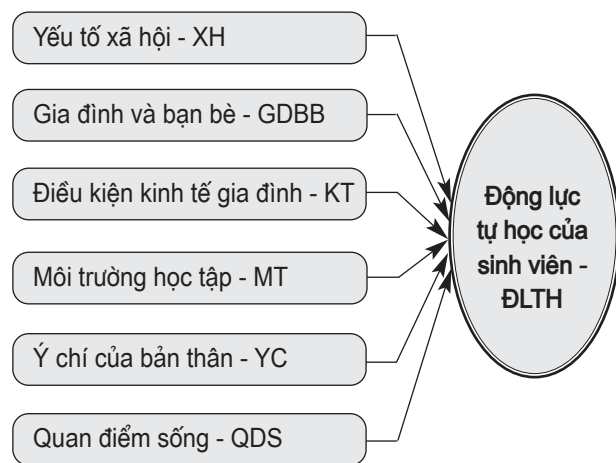 Yếu tố xã hội - XH
Gia đình và bạn bè - GDBB
Điều kiện kinh tế gia đình - KT
Môi trường học tập - MT
Ý chí của bản thân - YC
Quan điểm sống - QDS
Động lực
tự học của
sinh viên -
ĐLTH